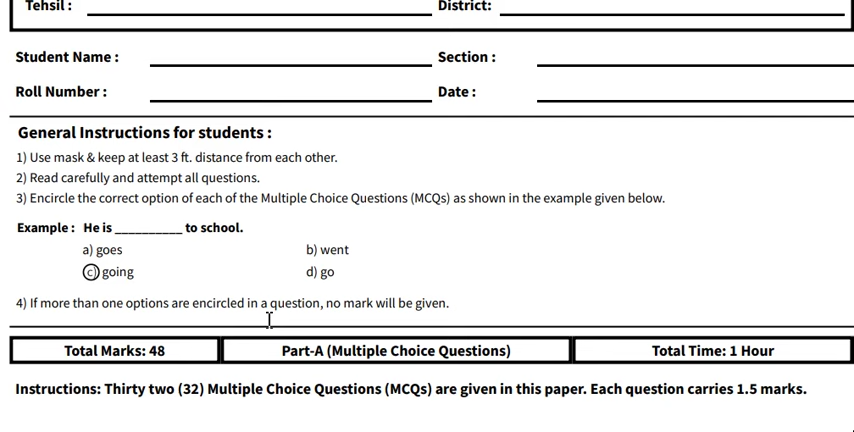 Tehsil : District:
Student Name : Section :
Roll Number : Date :
General Instructions for students :
1) Use mask & keep at least 3 ft. distance from each other.
2) Read carefully and attempt all questions.
3) Encircle the correct option of each of the Multiple Choice Questions (MCQs) as shown in the example given below.
Example : He is __________ to school.
a) goes b) went
c) going d) go
4) If more than one options are encircled in a question, no mark will be given.
Total Marks: 48 Part-A (Multiple Choice Questions) Total Time: 1 Hour
Instructions: Thirty two (32) Multiple Choice Questions (MCQs) are given in this paper. Each question carries 1.5 marks.